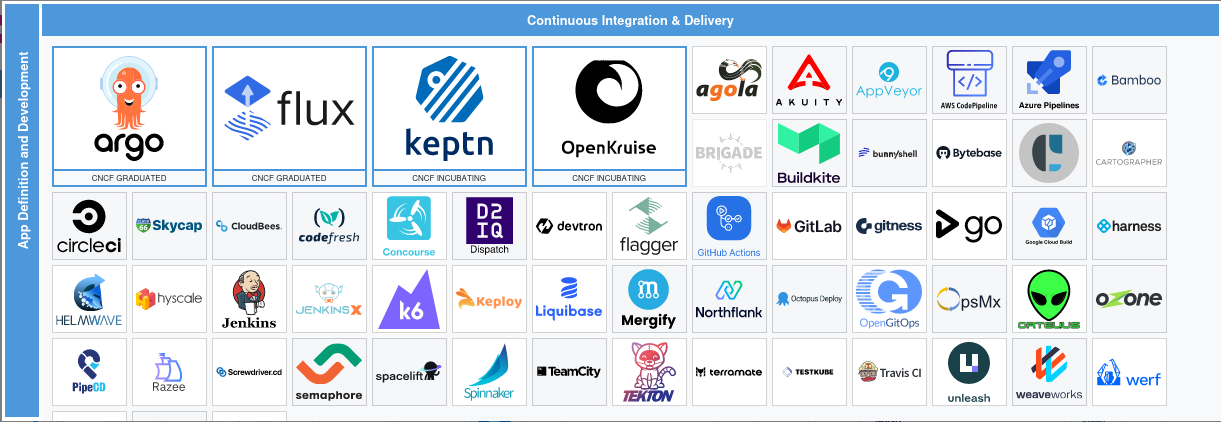 Continuous Integration & Delivery
App Definition and Development
argo
CNCF GRADUATED
flux
CNCF GRADUATED
keptn
CNCF INCUBATING
OpenKruise
CNCF INCUBATING
agola
AKUITY
AppVeyor
AWS CodePipeline
Azure Pipelines
Bamboo
BRIGADE
Buildkite
bunnyshell
Bytebase
CARTOGRAPHER
circleci
66
Skycap
CloudBees.
codefresh
Concourse
D2
IQ
Dispatch
devtron
flagger
GitHub Actions
GitLab
gitness
go
Google Cloud Build
harness
HELMWAVE
hyscale
Jenkins
JENKINS X
k6
Keploy
Liquibase
Mergify
Northflank
Octopus Deploy
OpenGitOps
OpsMx
ORTELIUS
ozone
PipeCD
Razee
Screwdriver.cd
semaphore
spacelift
Spinnaker
TeamCity
TEKTON
terramate
TESTKUBE
Travis CI
unleash
weaveworks
werf